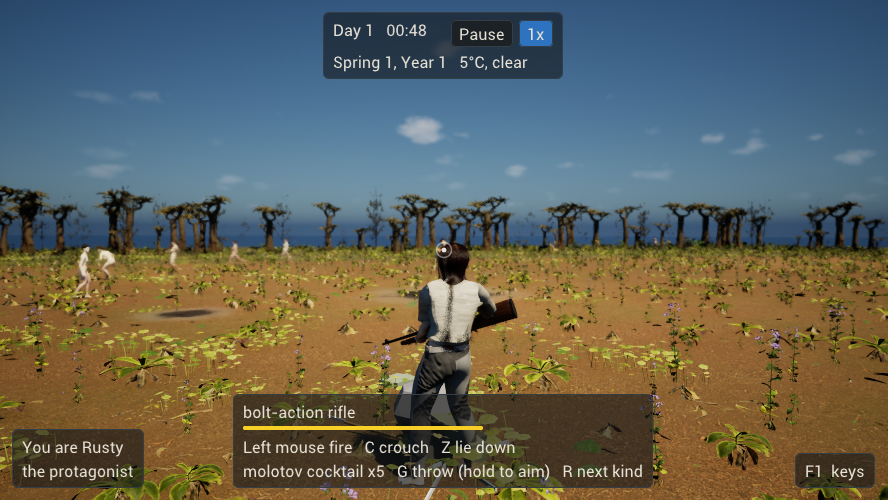 Day 1 00:48 Pause 1x
Spring 1, Year 1 5°C, clear
bolt-action rifle
Left mouse fire C crouch Z lie down
molotov cocktail x5 G throw (hold to aim) R next kind
You are Rusty
the protagonist
F1 keys